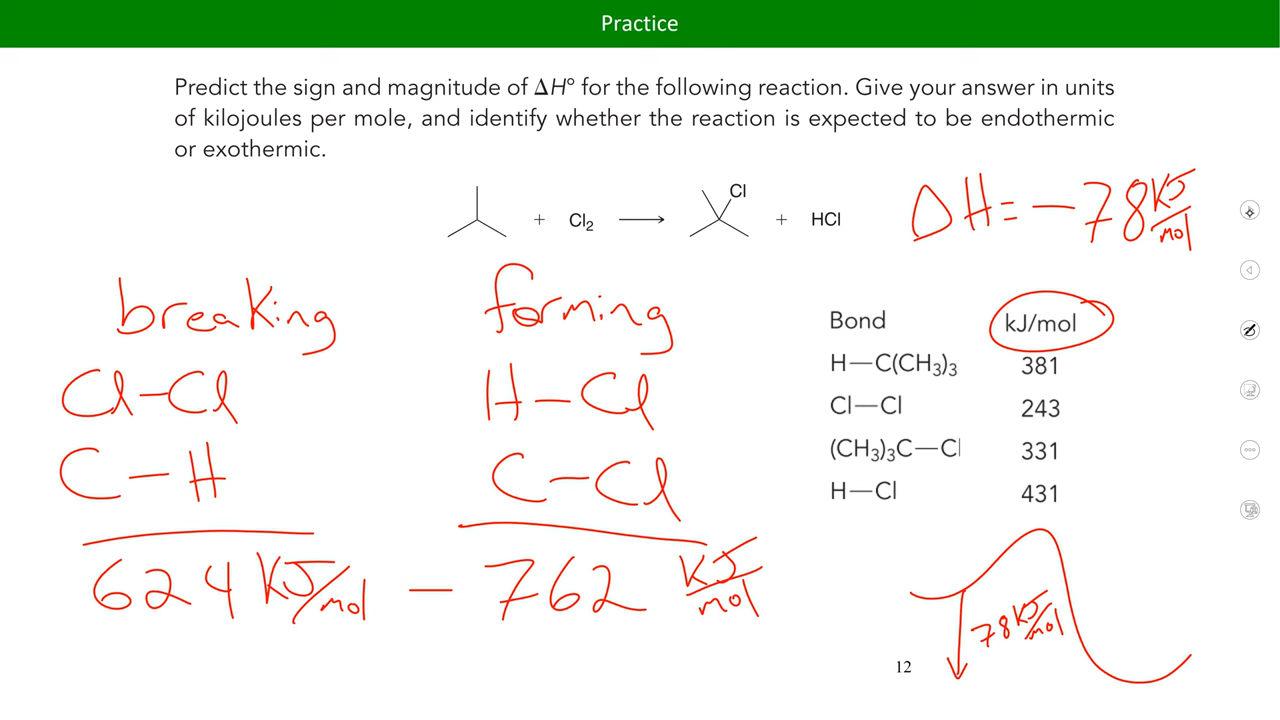 Practice
Predict the sign and magnitude of ΔH° for the following reaction. Give your answer in units
of kilojoules per mole, and identify whether the reaction is expected to be endothermic
or exothermic.
Cl
+ Cl₂ ⟶ + HCl
ΔH = -78 kJ/mol
breaking forming
Cl-Cl H-Cl
C-H C-Cl
624 kJ/mol - 762 kJ/mol
Bond kJ/mol
H—C(CH₃)₃ 381
Cl—Cl 243
(CH₃)₃C—Cl 331
H—Cl 431
78 kJ/mol
12